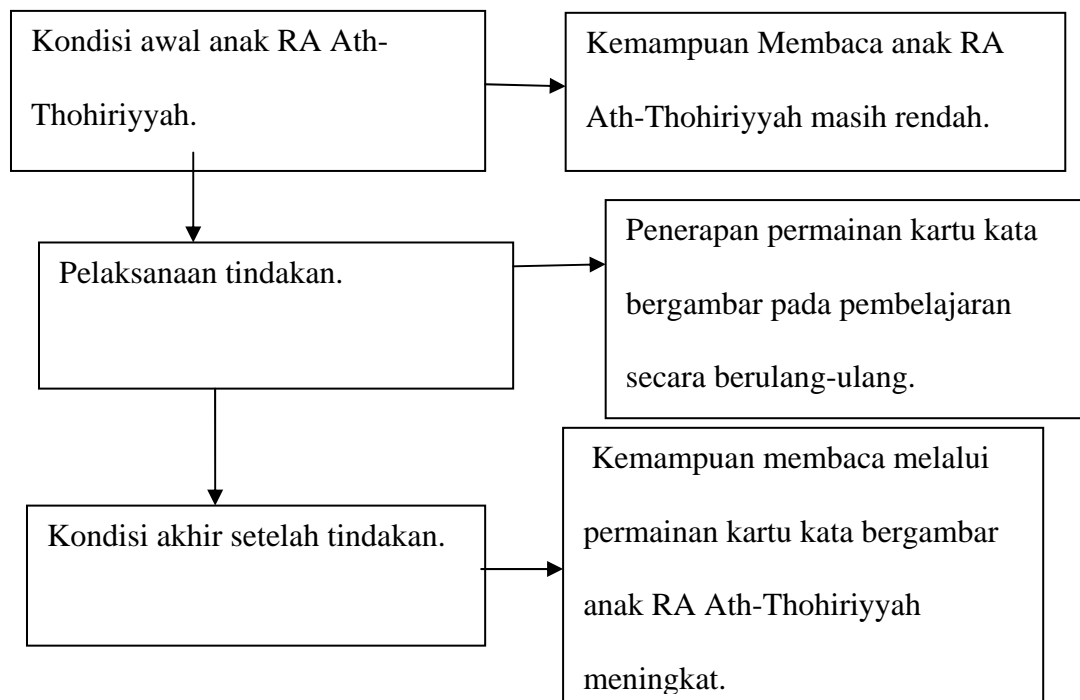 Kondisi awal anak RA Ath-
Thohiriyyah.
Kemampuan Membaca anak RA
Ath-Thohiriyyah masih rendah.
Pelaksanaan tindakan.
Penerapan permainan kartu kata
bergambar pada pembelajaran
secara berulang-ulang.
Kondisi akhir setelah tindakan.
Kemampuan membaca melalui
permainan kartu kata bergambar
anak RA Ath-Thohiriyyah
meningkat.